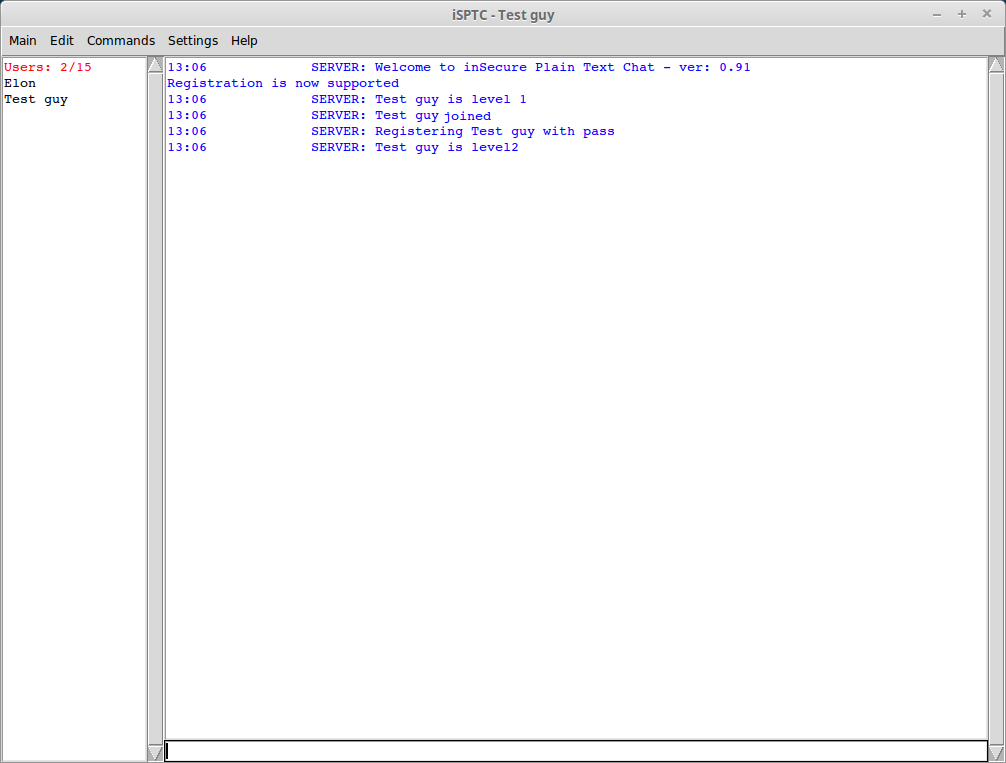 iSPTC - Test guy
Main Edit Commands Settings Help
Users: 2/15
Elon
Test guy
13:06 SERVER: Welcome to inSecure Plain Text Chat - ver: 0.91
Registration is now supported
13:06 SERVER: Test guy is level 1
13:06 SERVER: Test guy joined
13:06 SERVER: Registering Test guy with pass
13:06 SERVER: Test guy is level2